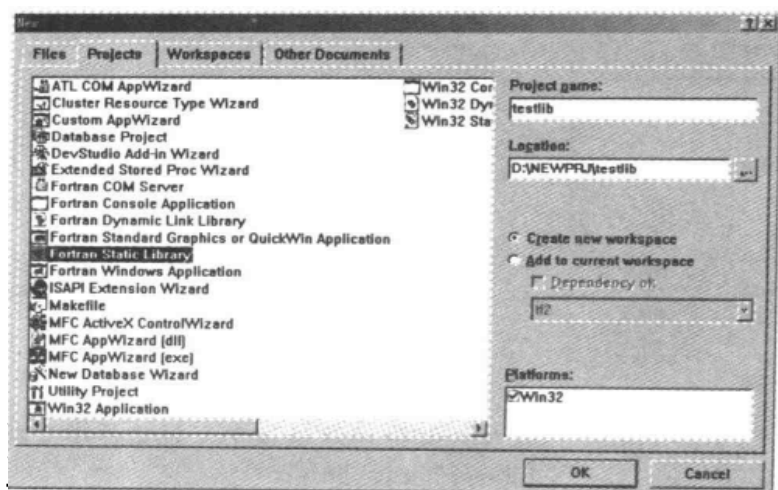 New
Files Projects Workspaces Other Documents
ATL COM AppWizard
Cluster Resource Type Wizard
Custom AppWizard
Database Project
DevStudio Add-in Wizard
Extended Stored Proc Wizard
Fortran COM Server
Fortran Console Application
Fortran Dynamic Link Library
Fortran Standard Graphics or QuickWin Application
Fortran Static Library
Fortran Windows Application
ISAPI Extension Wizard
Makefile
MFC ActiveX ControlWizard
MFC AppWizard (dll)
MFC AppWizard (exe)
New Database Wizard
Utility Project
Win32 Application
Win32 Cor
Win32 Dyn
Win32 Sta
Project name:
testlib
Location:
D:\NEWPRJ\testlib
...
Create new workspace
Add to current workspace
Dependency of:
Platforms:
Win32
OK Cancel